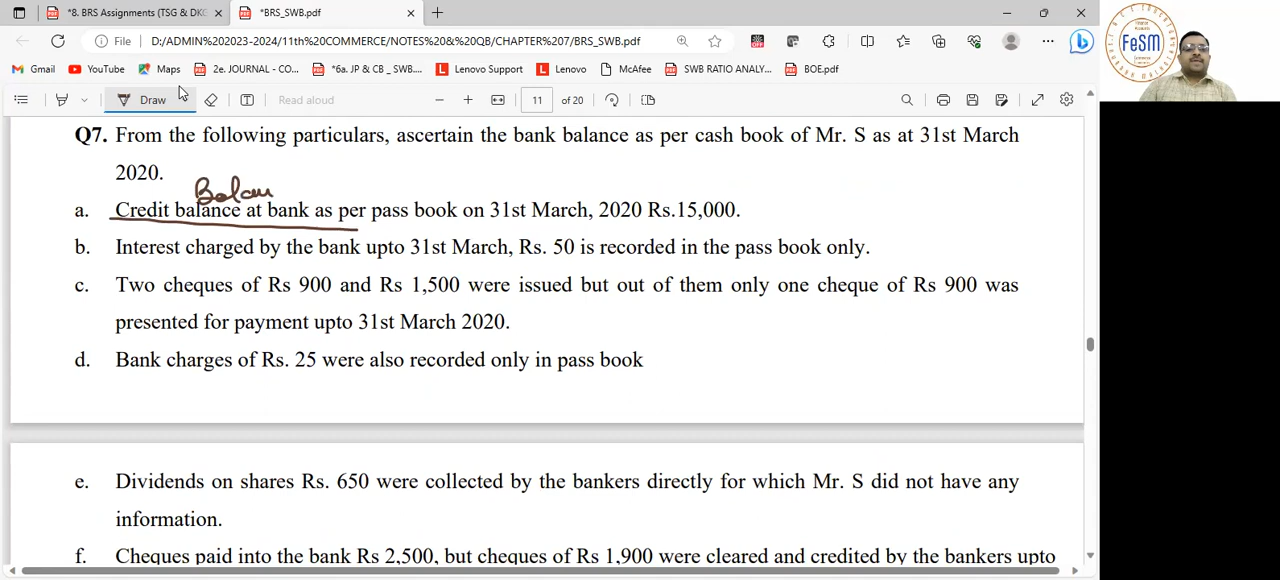 *8. BRS Assignments (TSG & DKG
*BRS_SWB.pdf
File
D:/ADMIN%202023-2024/11th%20COMMERCE/NOTES%20 IQB/CHAPTER%207/BRS_SWB.pdf
Gmail YouTube Maps 2e. JOURNAL - CO... *6a. JP & CB _ SWB.... Lenovo Support Lenovo McAfee SWB RATIO ANALY... BOE.pdf
Draw Read aloud 11 of 20
FeSM
Q7. From the following particulars, ascertain the bank balance as per cash book of Mr. S as at 31st March
2020.
Balan
a. Credit balance at bank as per pass book on 31st March, 2020 Rs.15,000.
b. Interest charged by the bank upto 31st March, Rs. 50 is recorded in the pass book only.
c. Two cheques of Rs 900 and Rs 1,500 were issued but out of them only one cheque of Rs 900 was
presented for payment upto 31st March 2020.
d. Bank charges of Rs. 25 were also recorded only in pass book
e. Dividends on shares Rs. 650 were collected by the bankers directly for which Mr. S did not have any
information.
f. Cheques paid into the bank Rs 2,500, but cheques of Rs 1,900 were cleared and credited by the bankers upto